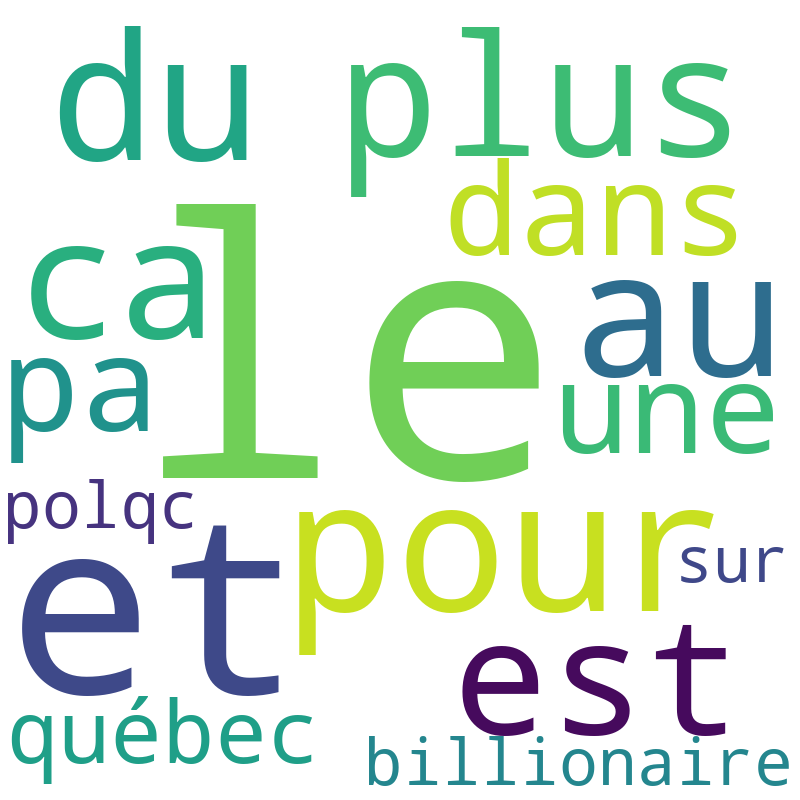 du plus
dans
ca le au
pa une
polqc
et pour sur
est
québec
billionaire